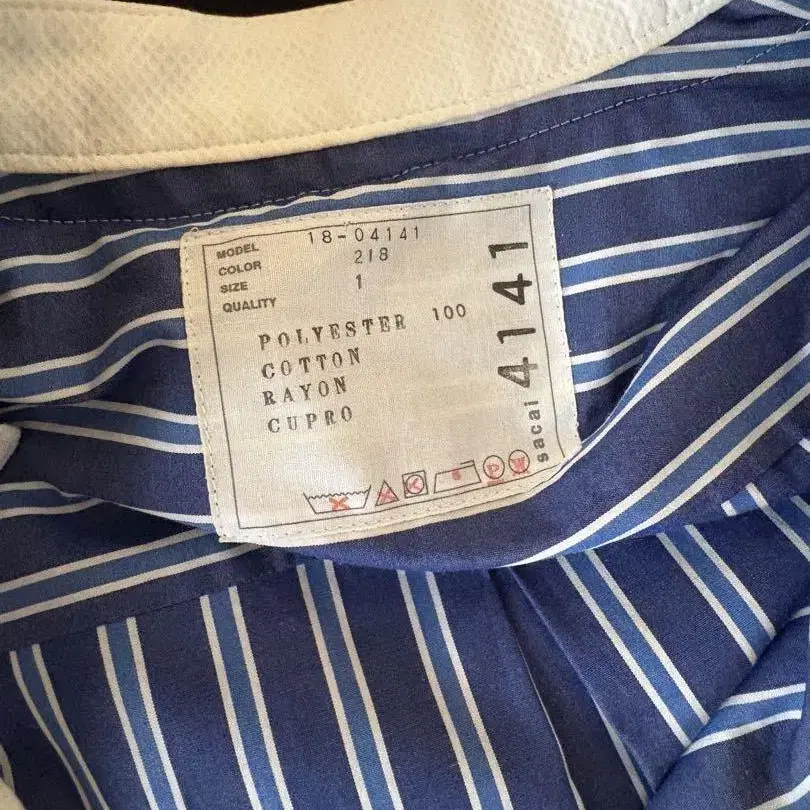 MODEL 18-04141
COLOR 218
SIZE 1
QUALITY
POLYESTER 100
COTTON
RAYON
CUPRO
sacai 4141
P W